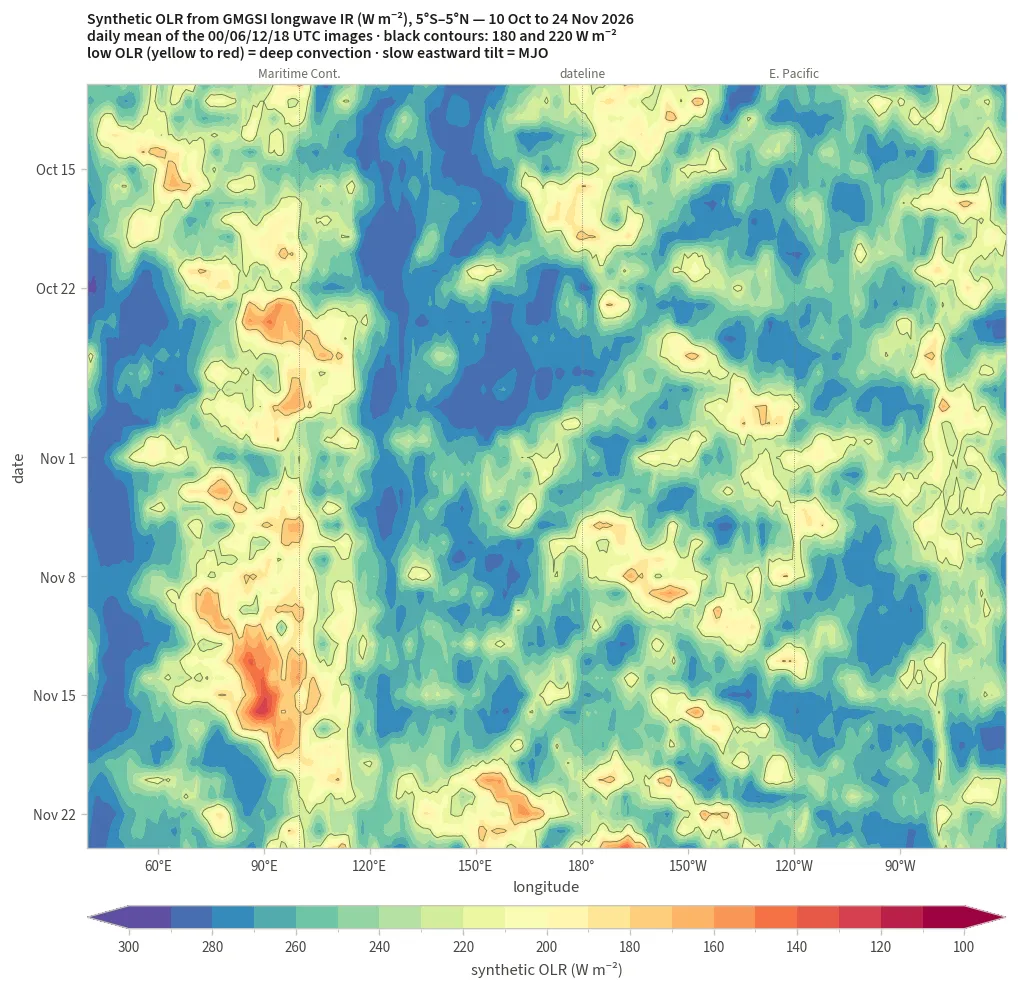 Synthetic OLR from GMGSI longwave IR (W m⁻²), 5°S–5°N — 10 Oct to 24 Nov 2026
daily mean of the 00/06/12/18 UTC images · black contours: 180 and 220 W m⁻²
low OLR (yellow to red) = deep convection · slow eastward tilt = MJO
Maritime Cont. dateline E. Pacific
Oct 15
Oct 22
Nov 1
Nov 8
Nov 15
Nov 22
date
60°E 90°E 120°E 150°E 180° 150°W 120°W 90°W
longitude
300 280 260 240 220 200 180 160 140 120 100
synthetic OLR (W m⁻²)